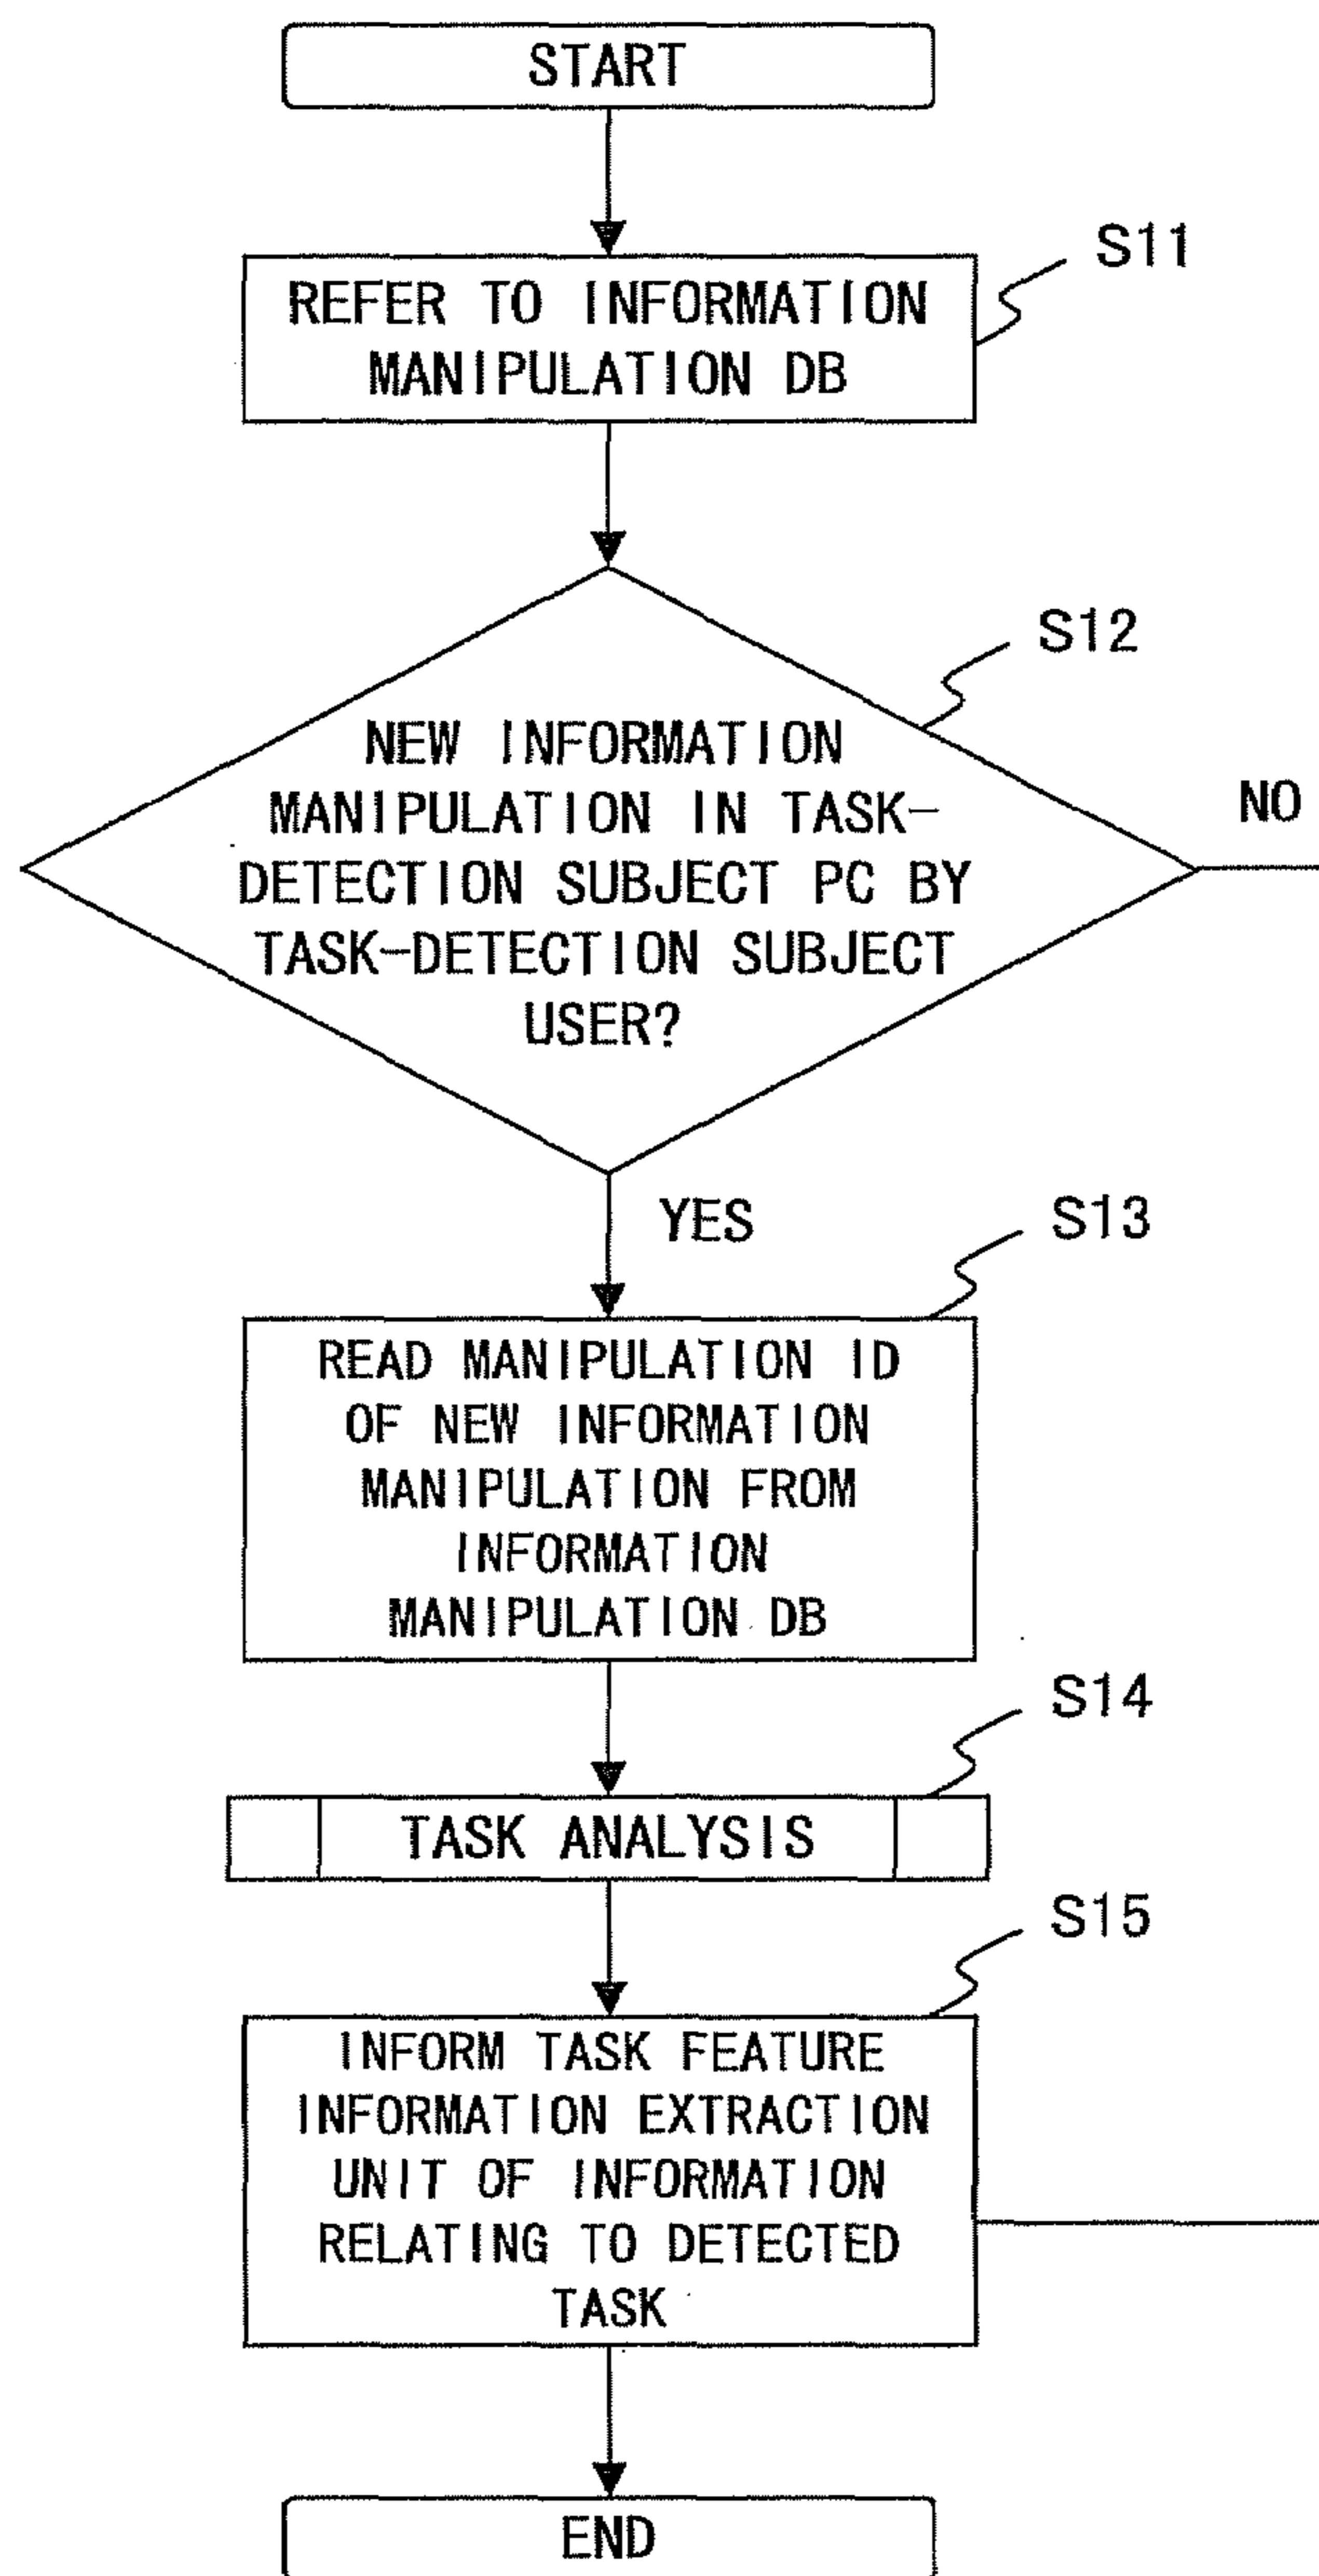 START
S11
REFER TO INFORMATION
MANIPULATION DB
S12
NEW INFORMATION
MANIPULATION IN TASK-
DETECTION SUBJECT PC BY
TASK-DETECTION SUBJECT
USER?
NO
YES
S13
READ MANIPULATION ID
OF NEW INFORMATION
MANIPULATION FROM
INFORMATION
MANIPULATION DB
S14
TASK ANALYSIS
S15
INFORM TASK FEATURE
INFORMATION EXTRACTION
UNIT OF INFORMATION
RELATING TO DETECTED
TASK
END